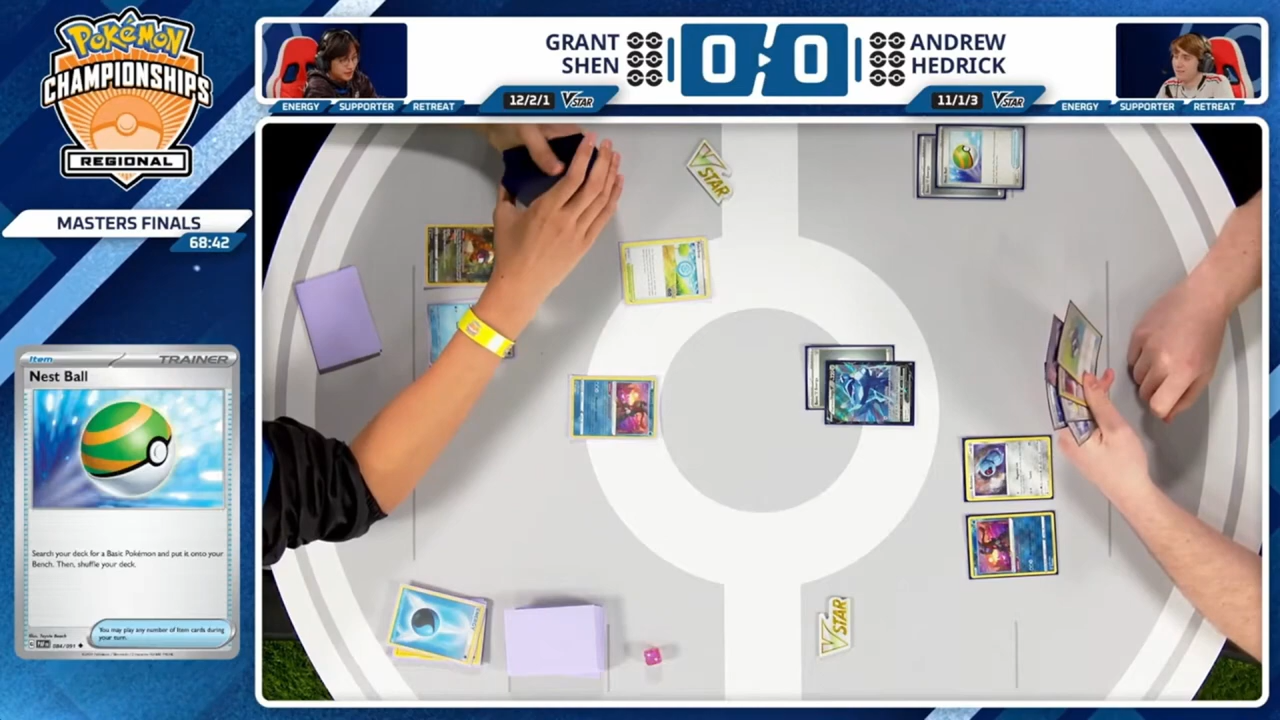 Pokémon
CHAMPIONSHIPS
REGIONAL
MASTERS FINALS
68:42
GRANT
SHEN
0 0
ANDREW
HEDRICK
ENERGY SUPPORTER RETREAT
12/2/1 VSTAR
11/1/3 VSTAR
ENERGY SUPPORTER RETREAT
VSTAR
VSTAR
Item TRAINER
Nest Ball
Search your deck for a Basic Pokémon and put it onto your
Bench. Then, shuffle your deck.
You may play any number of Item cards during
your turn.